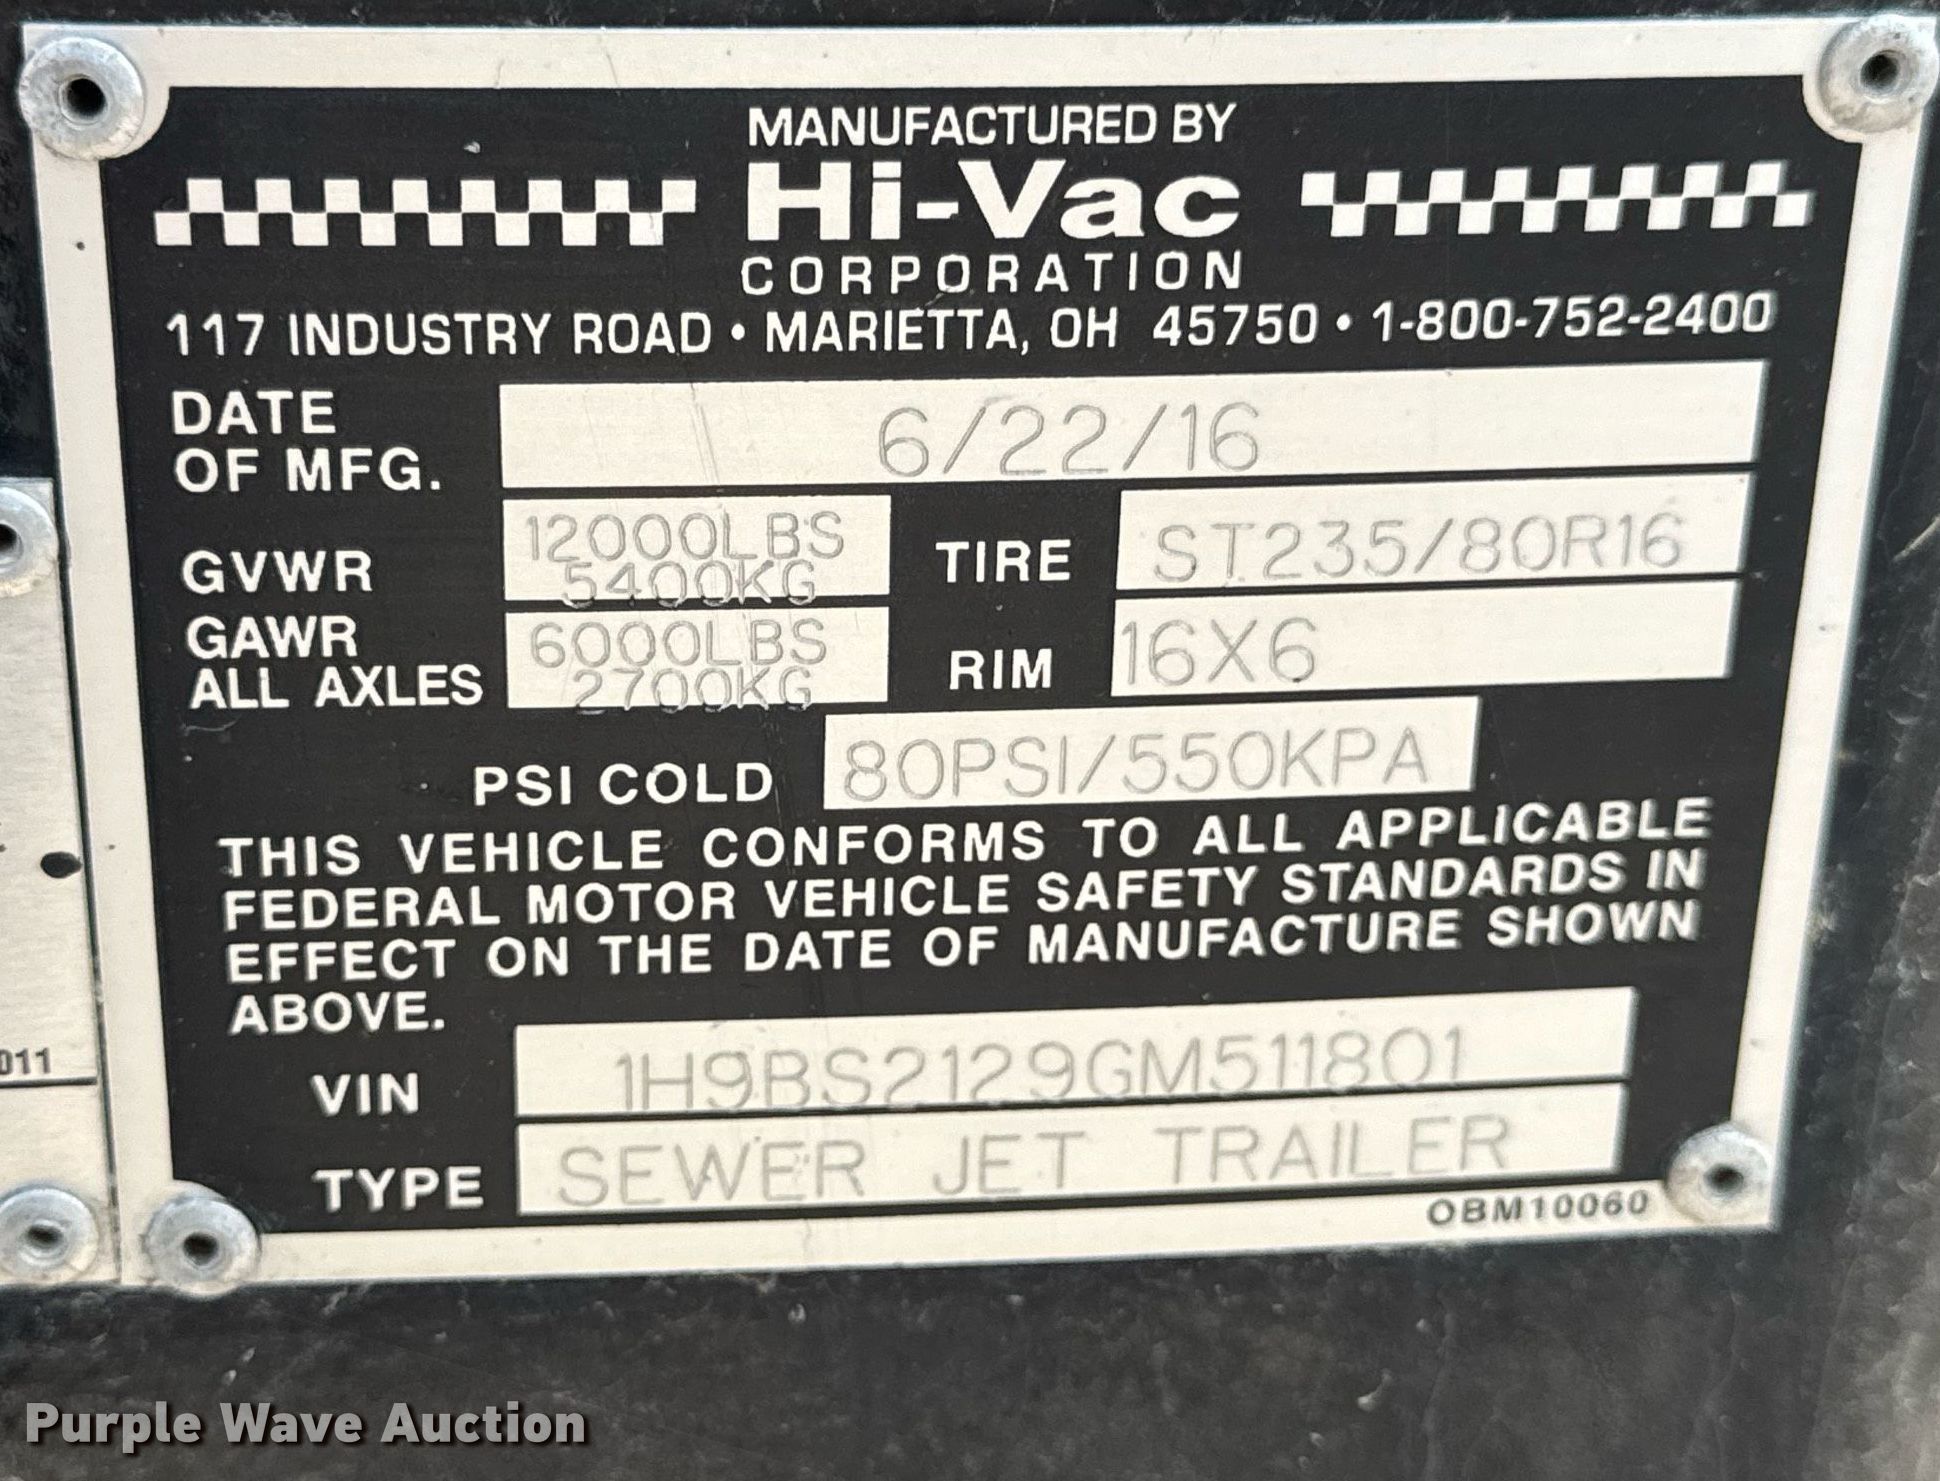 MANUFACTURED BY
Hi-Vac
CORPORATION
117 INDUSTRY ROAD • MARIETTA, OH 45750 • 1-800-752-2400
DATE OF MFG. 6/22/16
GVWR 12000LBS 5400KG TIRE ST235/80R16
GAWR ALL AXLES 6000LBS 2700KG RIM 16X6
PSI COLD 80PSI/550KPA
THIS VEHICLE CONFORMS TO ALL APPLICABLE
FEDERAL MOTOR VEHICLE SAFETY STANDARDS IN
EFFECT ON THE DATE OF MANUFACTURE SHOWN
ABOVE.
011
VIN 1H9BS2129GM511801
TYPE SEWER JET TRAILER
OBM10060
Purple Wave Auction